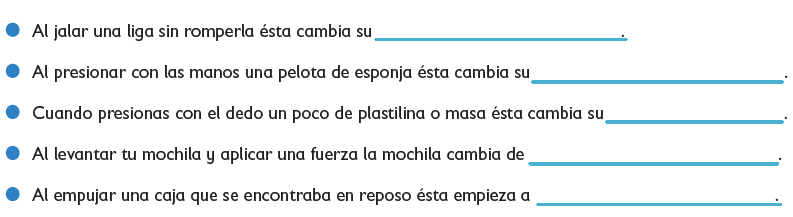 Al jalar una liga sin romperla ésta cambia su ____________________.
Al presionar con las manos una pelota de esponja ésta cambia su ____________________.
Cuando presionas con el dedo un poco de plastilina o masa ésta cambia su ____________________.
Al levantar tu mochila y aplicar una fuerza la mochila cambia de ____________________.
Al empujar una caja que se encontraba en reposo ésta empieza a ____________________.